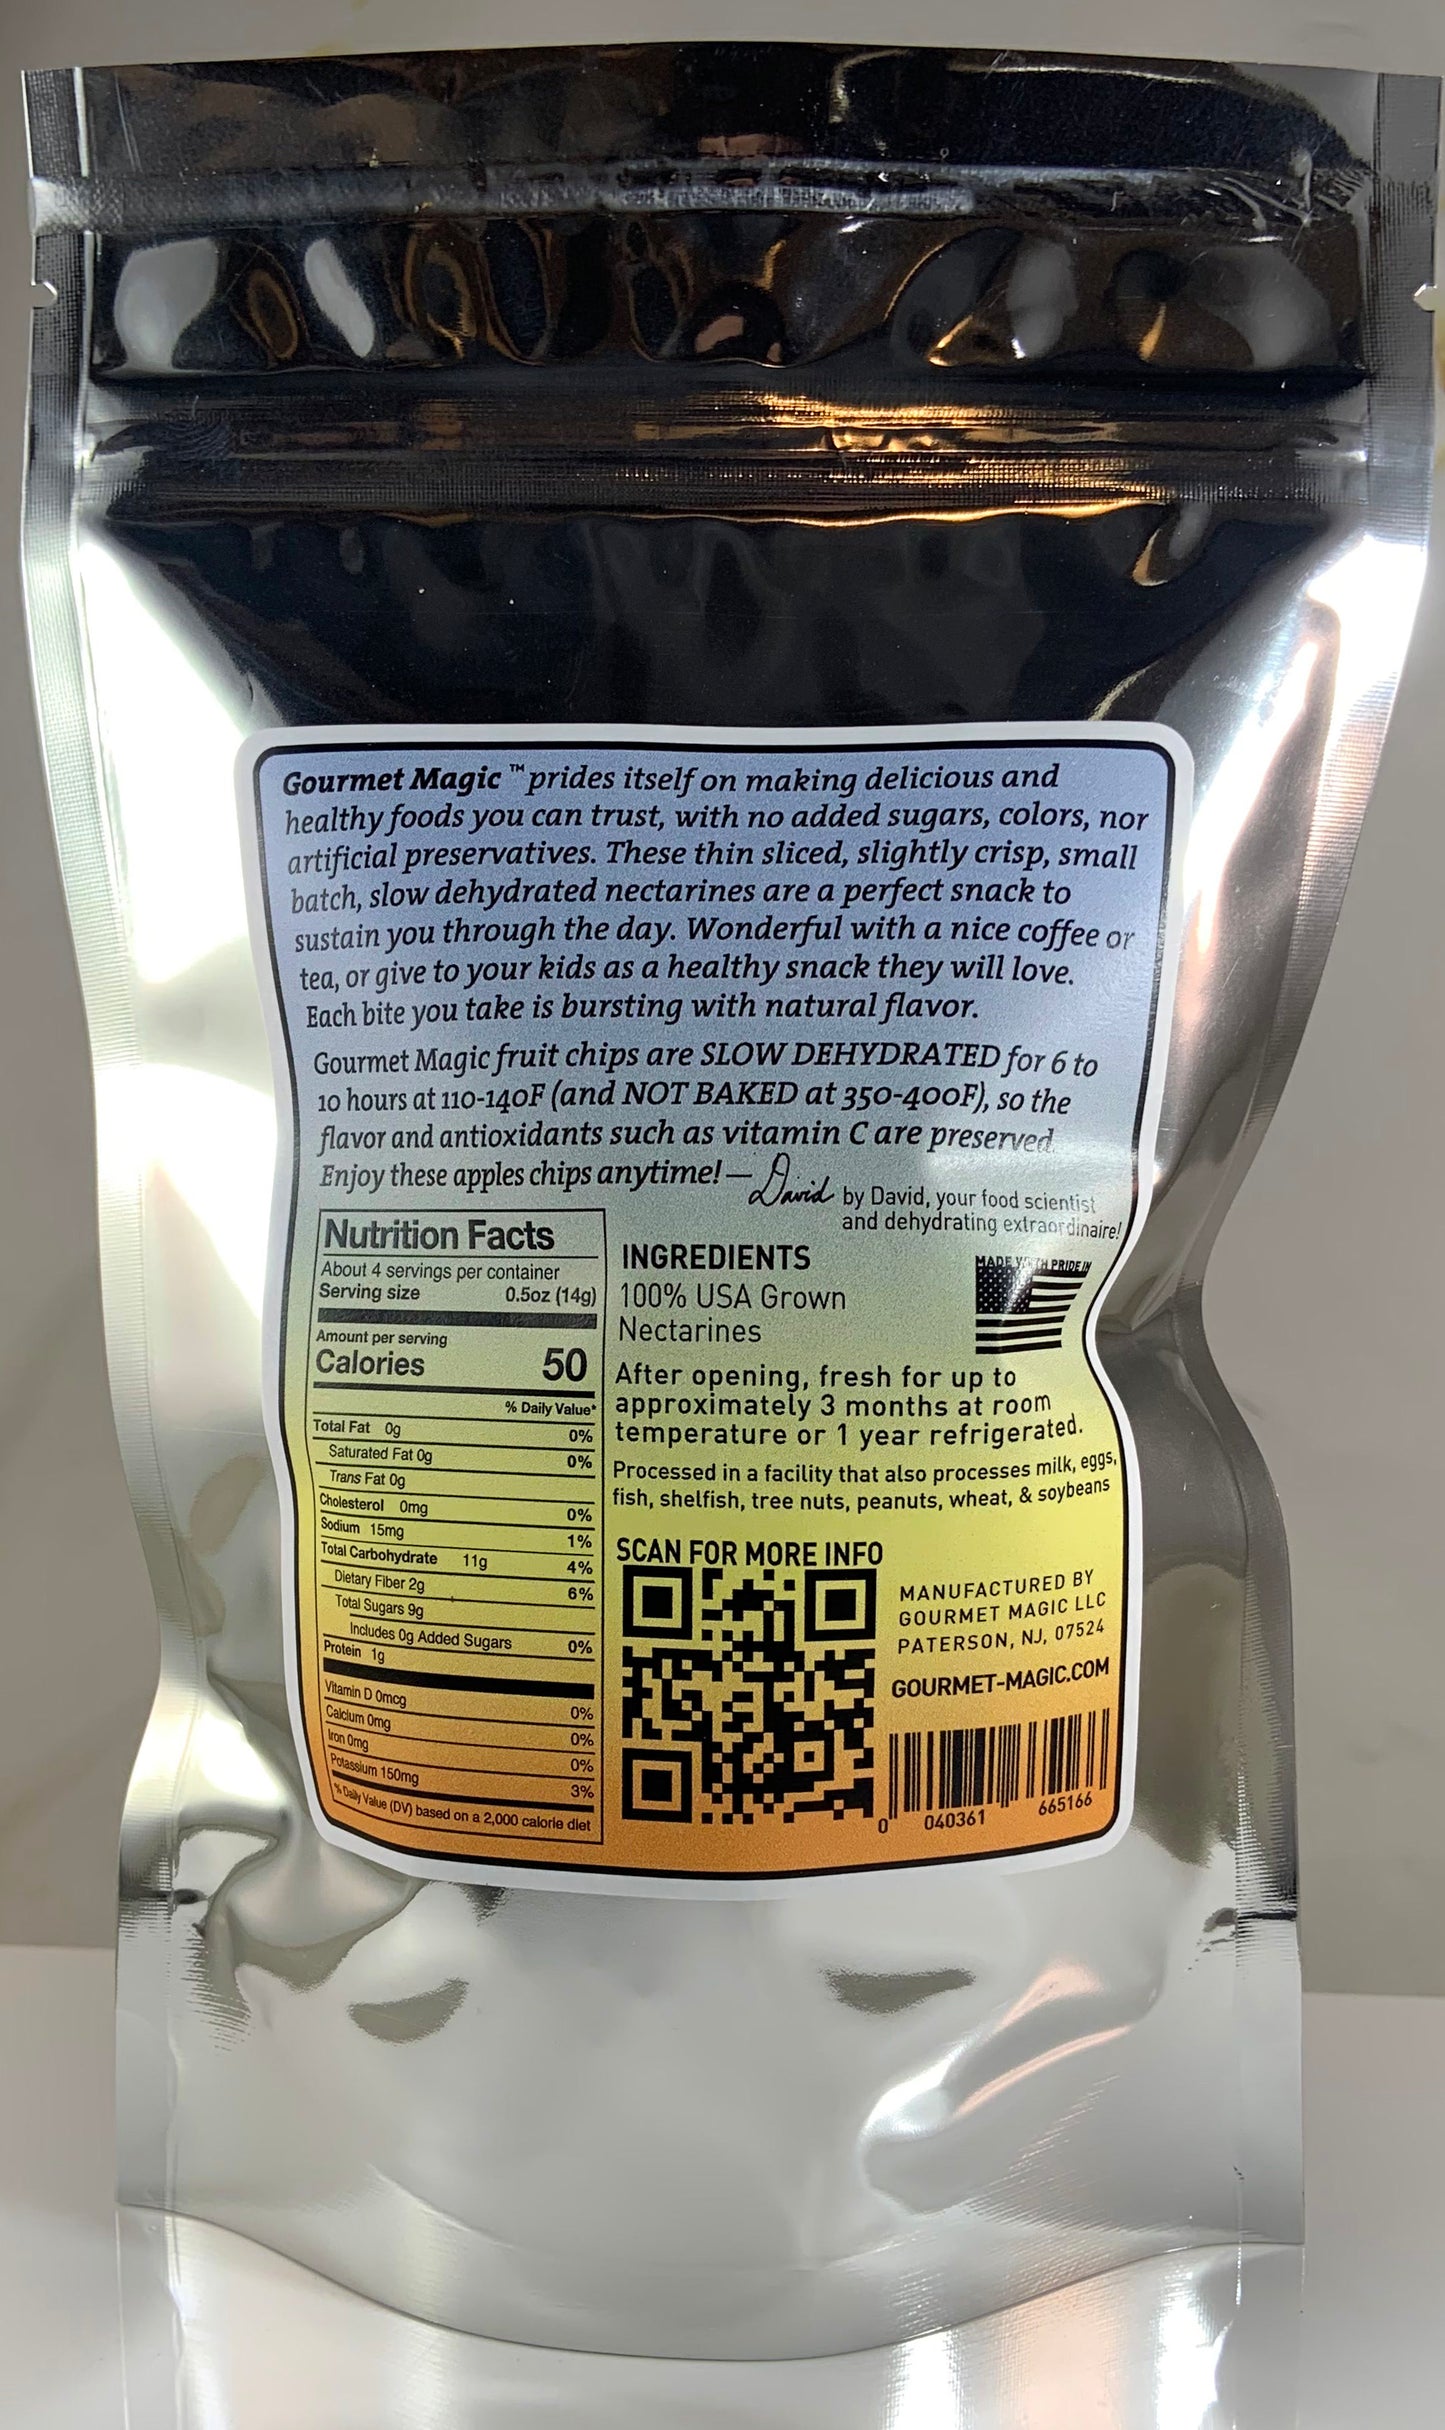 Gourmet Magic™ prides itself on making delicious and
healthy foods you can trust, with no added sugars, colors, nor
artificial preservatives. These thin sliced, slightly crisp, small
batch, slow dehydrated nectarines are a perfect snack to
sustain you through the day. Wonderful with a nice coffee or
tea, or give to your kids as a healthy snack they will love.
Each bite you take is bursting with natural flavor.
Gourmet Magic fruit chips are SLOW DEHYDRATED for 6 to
10 hours at 110-140F (and NOT BAKED at 350-400F), so the
flavor and antioxidants such as vitamin C are preserved.
Enjoy these apples chips anytime! — David by David, your food scientist
and dehydrating extraordinaire!
Nutrition Facts
About 4 servings per container
Serving size 0.5oz (14g)
Amount per serving
Calories 50
% Daily Value*
Total Fat 0g 0%
Saturated Fat 0g 0%
Trans Fat 0g
Cholesterol 0mg 0%
Sodium 15mg 1%
Total Carbohydrate 11g 4%
Dietary Fiber 2g 6%
Total Sugars 9g
Includes 0g Added Sugars 0%
Protein 1g
Vitamin D 0mcg 0%
Calcium 0mg 0%
Iron 0mg 0%
Potassium 150mg 3%
* % Daily Value (DV) based on a 2,000 calorie diet
INGREDIENTS
100% USA Grown
Nectarines
MADE WITH PRIDE IN
After opening, fresh for up to
approximately 3 months at room
temperature or 1 year refrigerated.
Processed in a facility that also processes milk, eggs,
fish, shelfish, tree nuts, peanuts, wheat, & soybeans
SCAN FOR MORE INFO
MANUFACTURED BY
GOURMET MAGIC LLC
PATERSON, NJ, 07524
GOURMET-MAGIC.COM
0 040361 665166